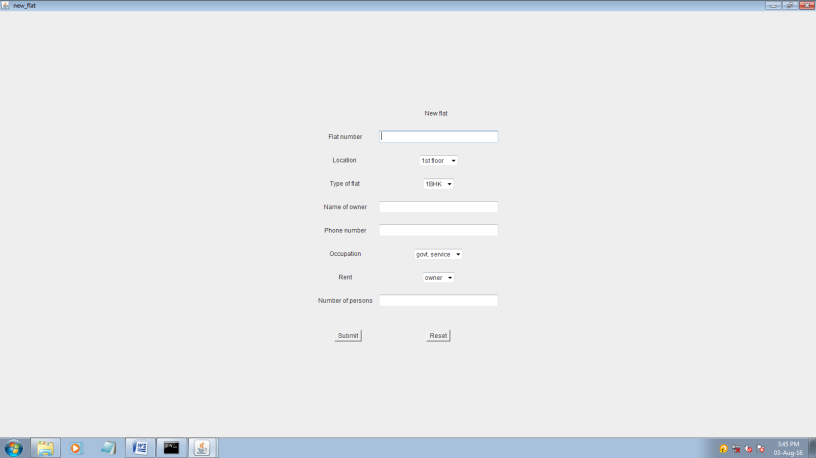 new_flat
New flat
Flat number
Location 1st floor
Type of flat 1BHK
Name of owner
Phone number
Occupation govt. service
Rent owner
Number of persons
Submit Reset
3:45 PM
03-Aug-16